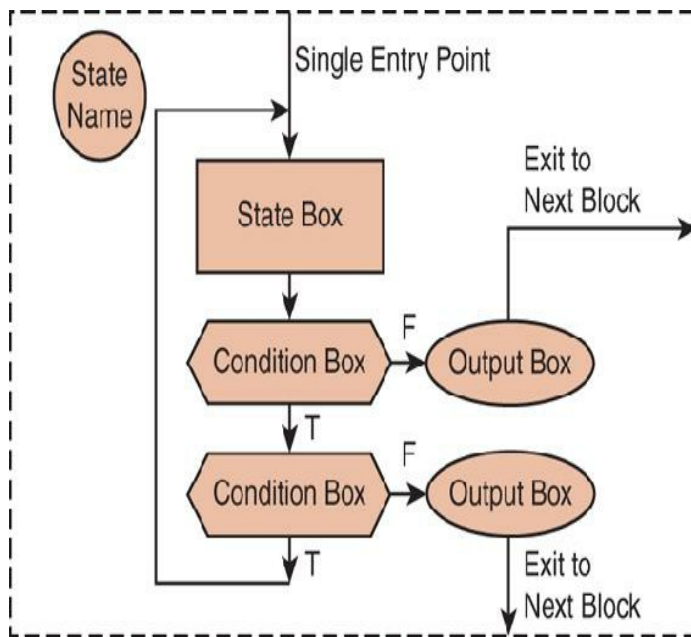 Single Entry Point
State
Name
Exit to
Next Block
State Box
F
Condition Box
Output Box
T
F
Condition Box
Output Box
T
Exit to
Next Block